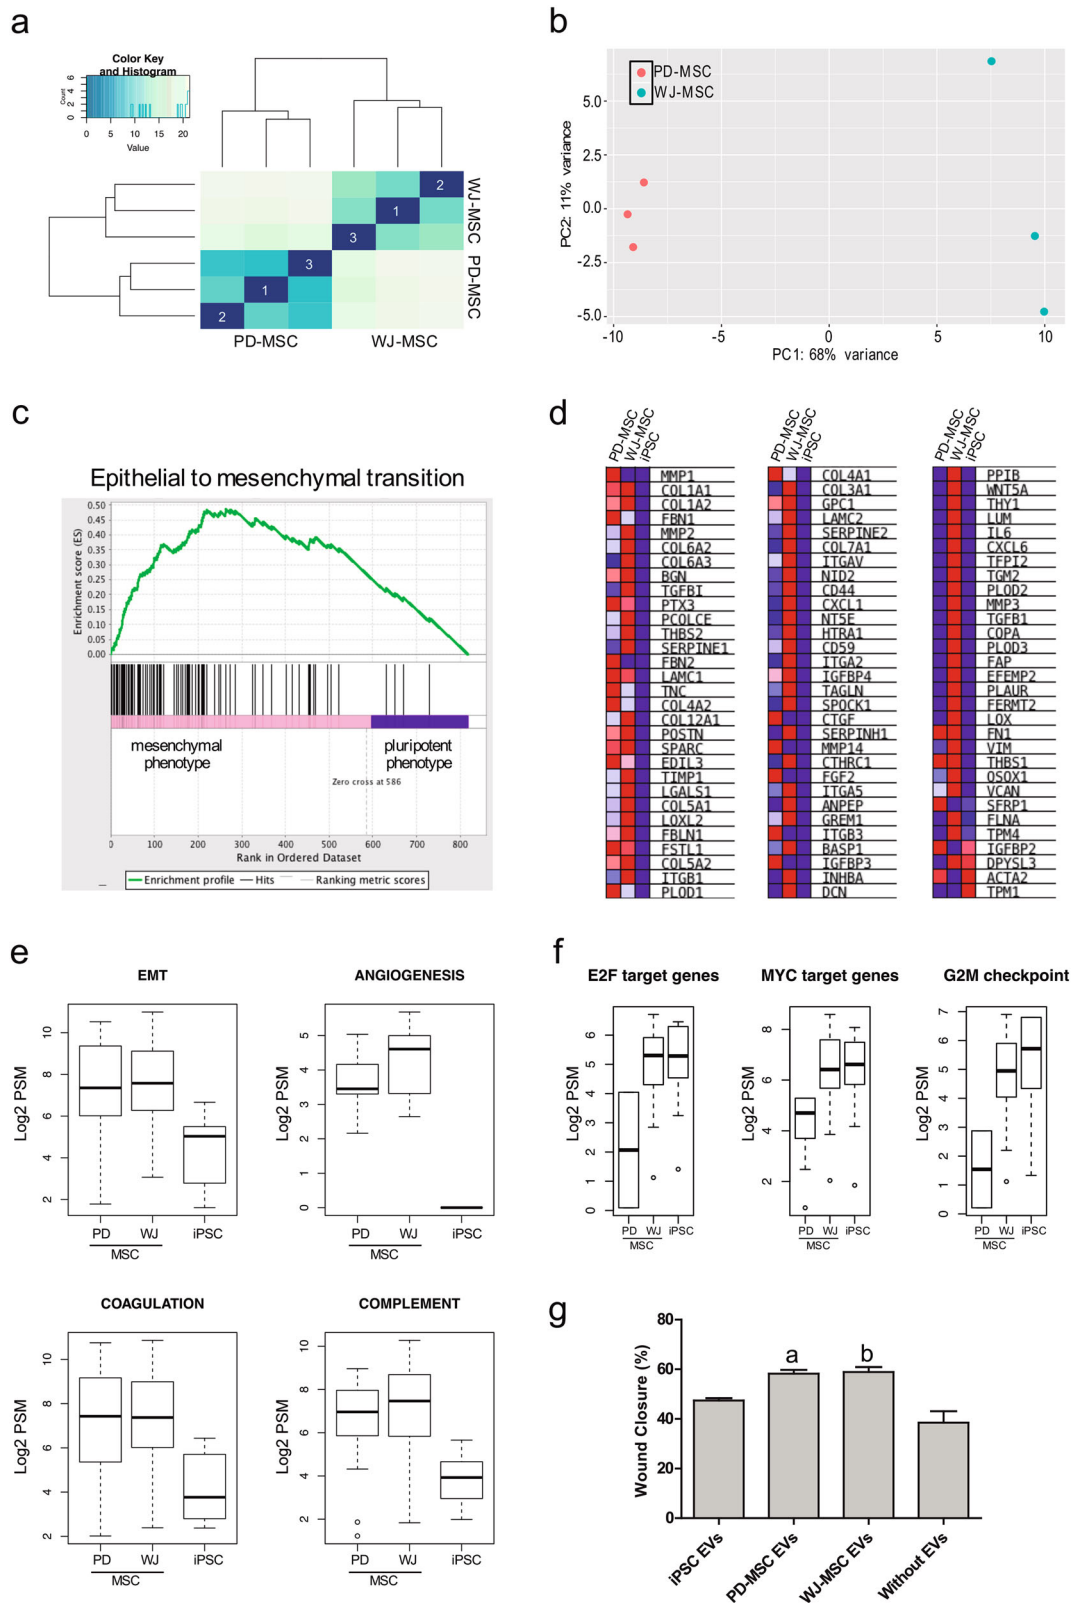 a
Color Key
and Histogram
Count
0 2 4 6
0 5 10 15 20
Value
2
1
3
3
1
2
WJ-MSC
PD-MSC
PD-MSC WJ-MSC
b
PD-MSC
WJ-MSC
PC2: 11% variance
5.0
2.5
0.0
-2.5
-5.0
-10 -5 0 5 10
PC1: 68% variance
c
Epithelial to mesenchymal transition
Enrichment score (ES)
0.50
0.45
0.40
0.35
0.30
0.25
0.20
0.15
0.10
0.05
0.00
mesenchymal
phenotype
pluripotent
phenotype
Zero cross at 586
0 100 200 300 400 500 600 700 800
Rank in Ordered Dataset
Enrichment profile Hits Ranking metric scores
d
PD-MSC
WJ-MSC
iPSC
MMP1
COL1A1
COL1A2
FBN1
MMP2
COL6A2
COL6A3
BGN
TGFBI
PTX3
PCOLCE
THBS2
SERPINE1
FBN2
LAMC1
TNC
COL4A2
COL12A1
POSTN
SPARC
EDIL3
TIMP1
LGALS1
COL5A1
LOXL2
FBLN1
FSTL1
COL5A2
ITGB1
PLOD1
PD-MSC
WJ-MSC
iPSC
COL4A1
COL3A1
GPC1
LAMC2
SERPINE2
COL7A1
ITGAV
NID2
CD44
CXCL1
NT5E
HTRA1
CD59
ITGA2
IGFBP4
TAGLN
SPOCK1
CTGF
SERPINH1
MMP14
CTHRC1
FGF2
ITGA5
ANPEP
GREM1
ITGB3
BASP1
IGFBP3
INHBA
DCN
PD-MSC
WJ-MSC
iPSC
PPIB
WNT5A
THY1
LUM
IL6
CXCL6
TFPI2
TGM2
PLOD2
MMP3
TGFB1
COPA
PLOD3
FAP
EFEMP2
PLAUR
FERMT2
LOX
FN1
VIM
THBS1
QSOX1
VCAN
SFRP1
FLNA
TPM4
IGFBP2
DPYSL3
ACTA2
TPM1
e
EMT
Log2 PSM
10
8
6
4
2
PD WJ iPSC
MSC
ANGIOGENESIS
Log2 PSM
5
4
3
2
1
0
PD WJ iPSC
MSC
COAGULATION
Log2 PSM
10
8
6
4
2
PD WJ iPSC
MSC
COMPLEMENT
Log2 PSM
10
8
6
4
2
PD WJ iPSC
MSC
f
E2F target genes
Log2 PSM
6
5
4
3
2
1
0
PD WJ iPSC
MSC
MYC target genes
Log2 PSM
8
6
4
2
PD WJ iPSC
MSC
G2M checkpoint
Log2 PSM
7
6
5
4
3
2
1
0
PD WJ iPSC
MSC
g
Wound Closure (%)
80
60
40
20
0
a
b
iPSC EVs
PD-MSC EVs
WJ-MSC EVs
Without EVs